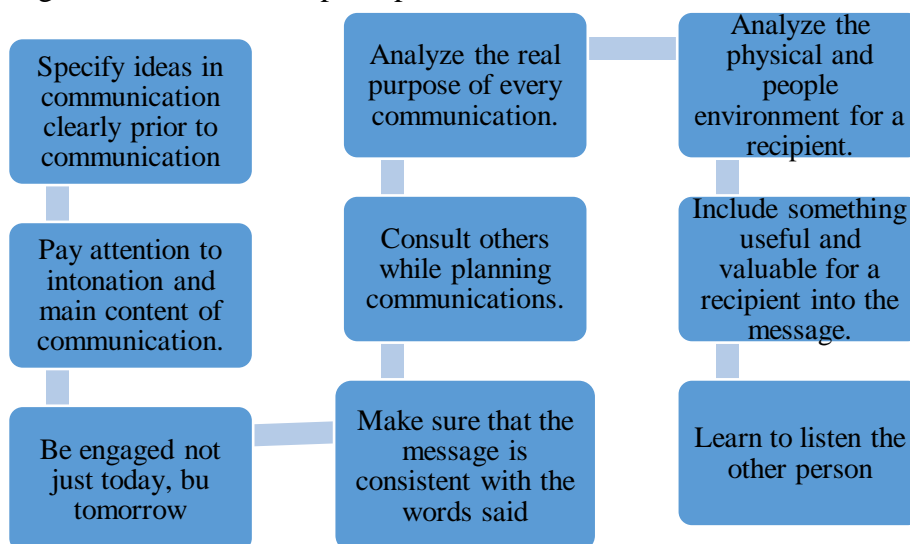 Specify ideas in
communication
clearly prior to
communication
Pay attention to
intonation and
main content of
communication.
Be engaged not
just today, bu
tomorrow
Make sure that the
message is
consistent with the
words said
Consult others
while planning
communications.
Analyze the real
purpose of every
communication.
Analyze the
physical and
people
environment for a
recipient.
Include something
useful and
valuable for a
recipient into the
message.
Learn to listen the
other person